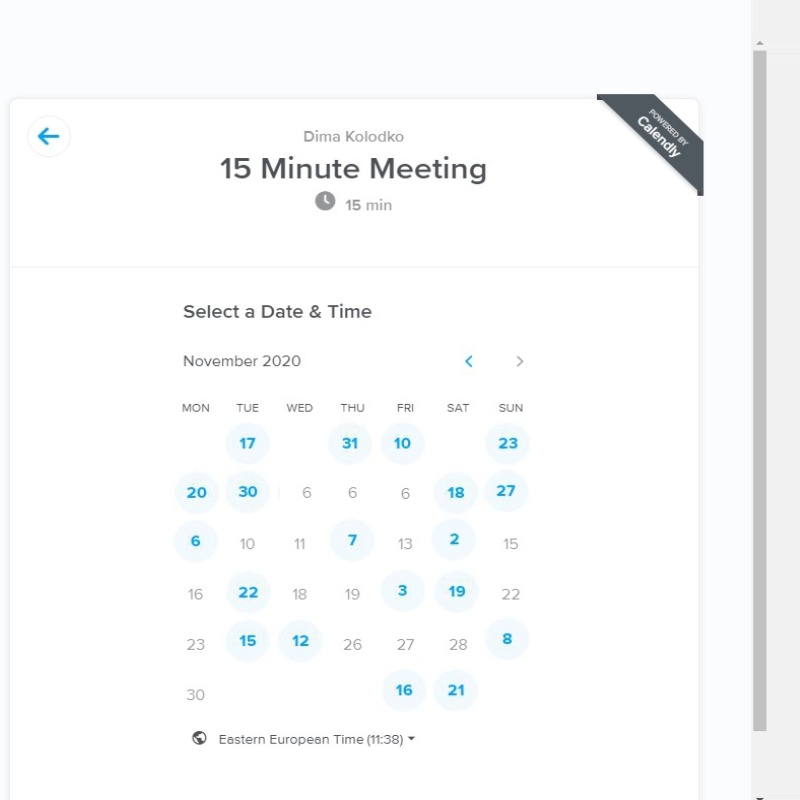 POWERED BY
Calendly
Dima Kolodko
15 Minute Meeting
15 min
Select a Date & Time
November 2020
MON TUE WED THU FRI SAT SUN
17 31 10 23
20 30 6 6 6 18 27
6 10 11 7 13 2 15
16 22 18 19 3 19 22
23 15 12 26 27 28 8
30 16 21
Eastern European Time (11:38)